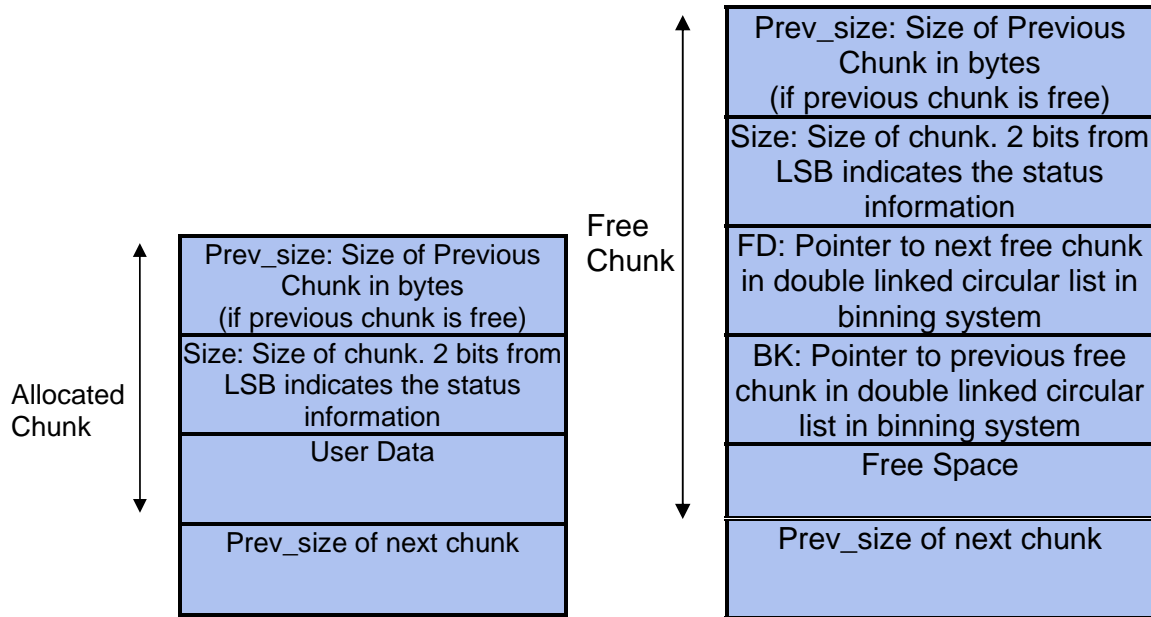 Allocated
Chunk
Prev_size: Size of Previous
Chunk in bytes
(if previous chunk is free)
Size: Size of chunk. 2 bits from
LSB indicates the status
information
User Data
Prev_size of next chunk
Free
Chunk
Prev_size: Size of Previous
Chunk in bytes
(if previous chunk is free)
Size: Size of chunk. 2 bits from
LSB indicates the status
information
FD: Pointer to next free chunk
in double linked circular list in
binning system
BK: Pointer to previous free
chunk in double linked circular
list in binning system
Free Space
Prev_size of next chunk